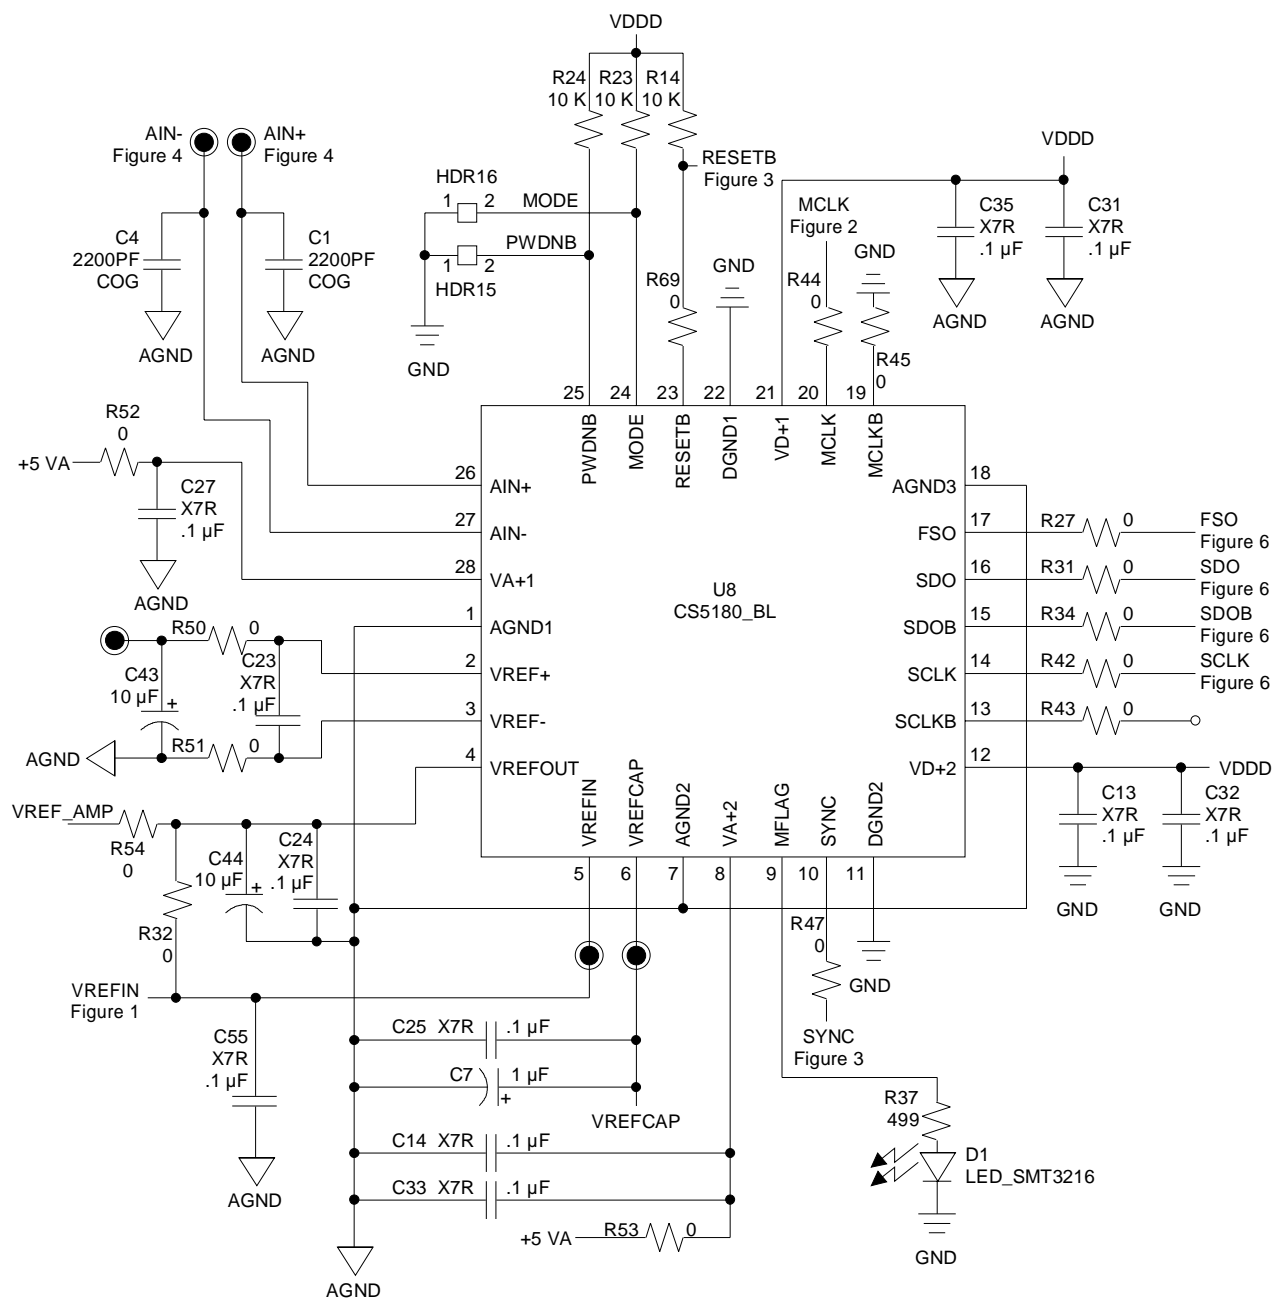 VDDD
R24 R23 R14
10 K 10 K 10 K
AIN-
Figure 4
AIN+
Figure 4
RESETB
Figure 3
VDDD
HDR16
1 2 MODE
PWDNB
1 2
HDR15
GND
C4
2200PF
COG
AGND
C1
2200PF
COG
AGND
R69
0
GND
MCLK
Figure 2
R44
0
GND
R45
0
C35
X7R
.1 µF
AGND
C31
X7R
.1 µF
AGND
25 24 23 22 21 20 19
PWDNB
MODE
RESETB
DGND1
VD+1
MCLK
MCLKB
R52
0
+5 VA
C27
X7R
.1 µF
AGND
26 AIN+
27 AIN-
28 VA+1
1 AGND1
2 VREF+
3 VREF-
4 VREFOUT
U8
CS5180_BL
AGND3 18
FSO 17 R27 0 FSO
Figure 6
SDO 16 R31 0 SDO
Figure 6
SDOB 15 R34 0 SDOB
Figure 6
SCLK 14 R42 0 SCLK
Figure 6
SCLKB 13 R43 0
VD+2 12 VDDD
R50 0
C43
10 µF +
C23
X7R
.1 µF
R51 0
AGND
VREF_AMP
R54
0
C44
10 µF +
C24
X7R
.1 µF
R32
0
VREFIN
Figure 1
C55
X7R
.1 µF
AGND
VREFIN
VREFCAP
AGND2
VA+2
MFLAG
SYNC
DGND2
5 6 7 8 9 10 11
C13
X7R
.1 µF
GND
C32
X7R
.1 µF
GND
R47
0
GND
SYNC
Figure 3
C25 X7R .1 µF
C7 1 µF
+
VREFCAP
C14 X7R .1 µF
C33 X7R .1 µF
+5 VA R53 0
AGND
R37
499
D1
LED_SMT3216
GND